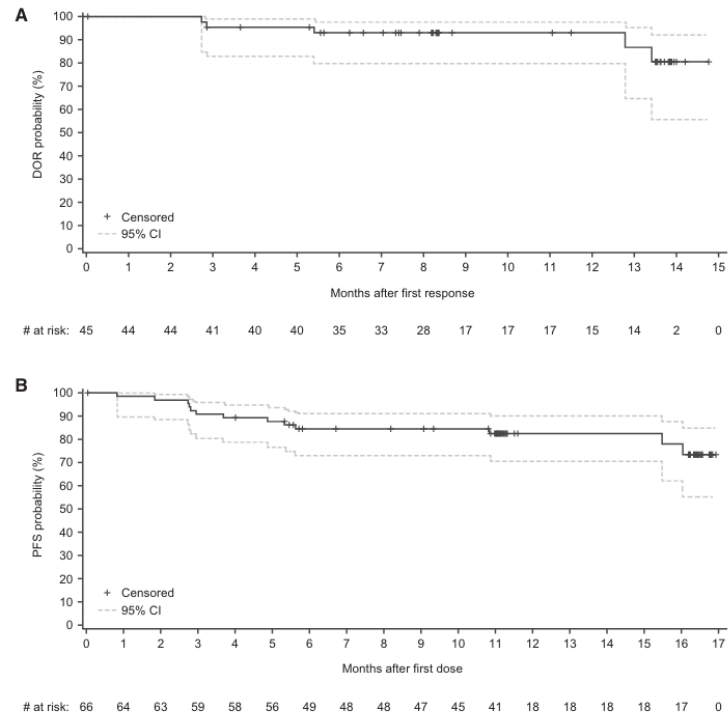 A
DOR probability (%)
100
90
80
70
60
50
40
30
20
10
0
+ Censored
95% CI
0 1 2 3 4 5 6 7 8 9 10 11 12 13 14 15
Months after first response
# at risk: 45 44 44 41 40 40 35 33 28 17 17 17 15 14 2 0
B
PFS probability (%)
100
90
80
70
60
50
40
30
20
10
0
+ Censored
95% CI
0 1 2 3 4 5 6 7 8 9 10 11 12 13 14 15 16 17
Months after first dose
# at risk: 66 64 63 59 58 56 49 48 48 47 45 41 18 18 18 18 17 0